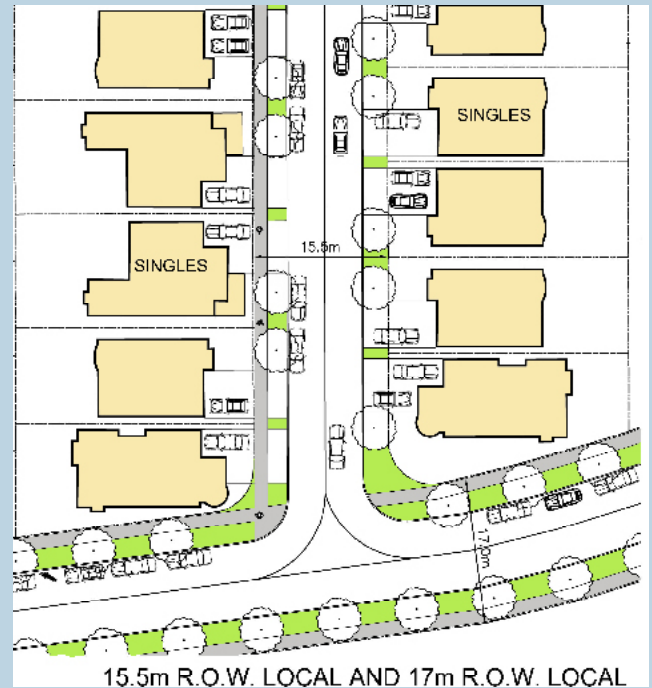 SINGLES
15.5m
SINGLES
17.0m
15.5m R.O.W. LOCAL AND 17m R.O.W. LOCAL